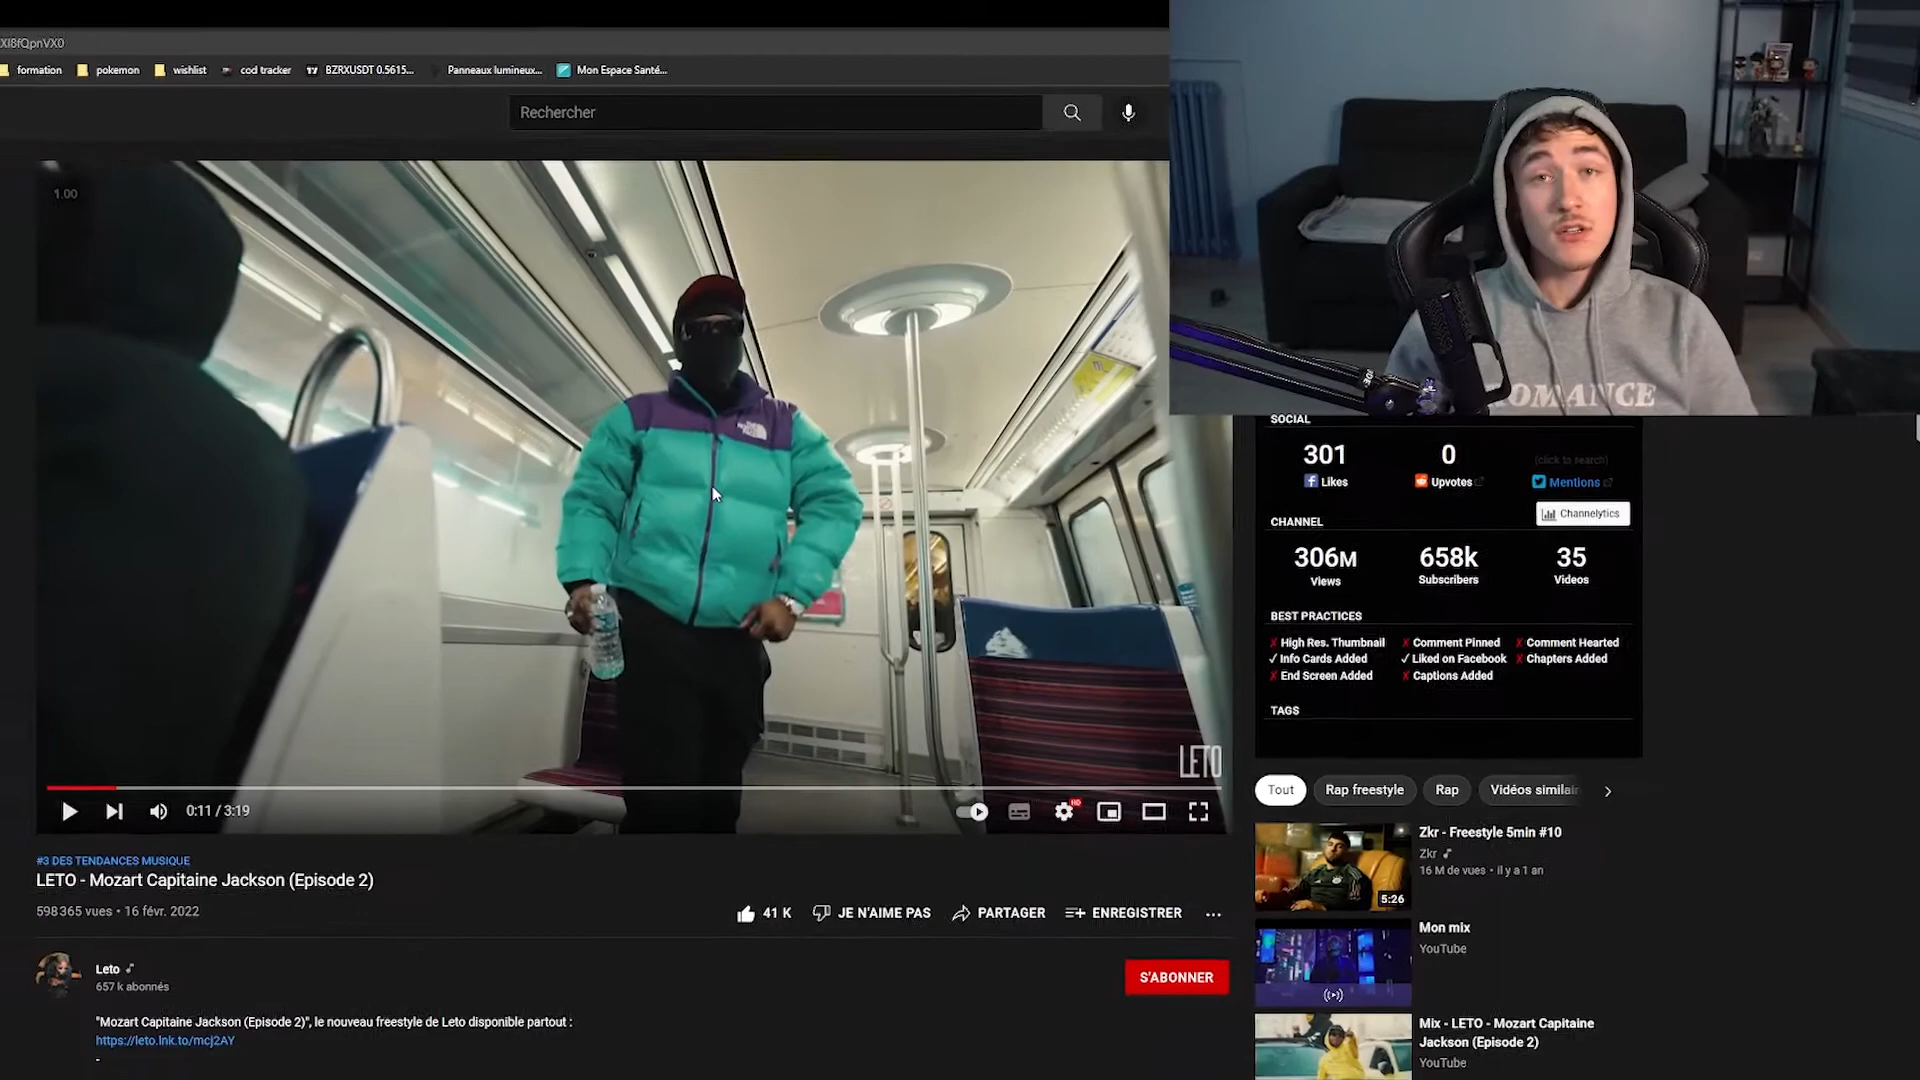 Xl8fQpnVX0
formation
pokemon
wishlist
cod tracker
BZRXUSDT 0.5615...
Panneaux lumineux...
Mon Espace Santé...
Rechercher
1.00
LETO
0:11 / 3:19
HD
#3 DES TENDANCES MUSIQUE
LETO - Mozart Capitaine Jackson (Episode 2)
598 365 vues • 16 févr. 2022
41 K
JE N'AIME PAS
PARTAGER
ENREGISTRER
Leto
657 k abonnés
S'ABONNER
"Mozart Capitaine Jackson (Episode 2)", le nouveau freestyle de Leto disponible partout :
https://leto.lnk.to/mcj2AY
-
OMANCE
SOCIAL
301
0
(click to search)
Likes
Upvotes
Mentions
CHANNEL
Channelytics
306M
658k
35
Views
Subscribers
Videos
BEST PRACTICES
✗ High Res. Thumbnail
✗ Comment Pinned
✗ Comment Hearted
✓ Info Cards Added
✓ Liked on Facebook
✗ Chapters Added
✗ End Screen Added
✗ Captions Added
TAGS
Tout
Rap freestyle
Rap
Vidéos similair
Zkr - Freestyle 5min #10
Zkr
16 M de vues • il y a 1 an
5:26
Mon mix
YouTube
Mix - LETO - Mozart Capitaine
Jackson (Episode 2)
YouTube